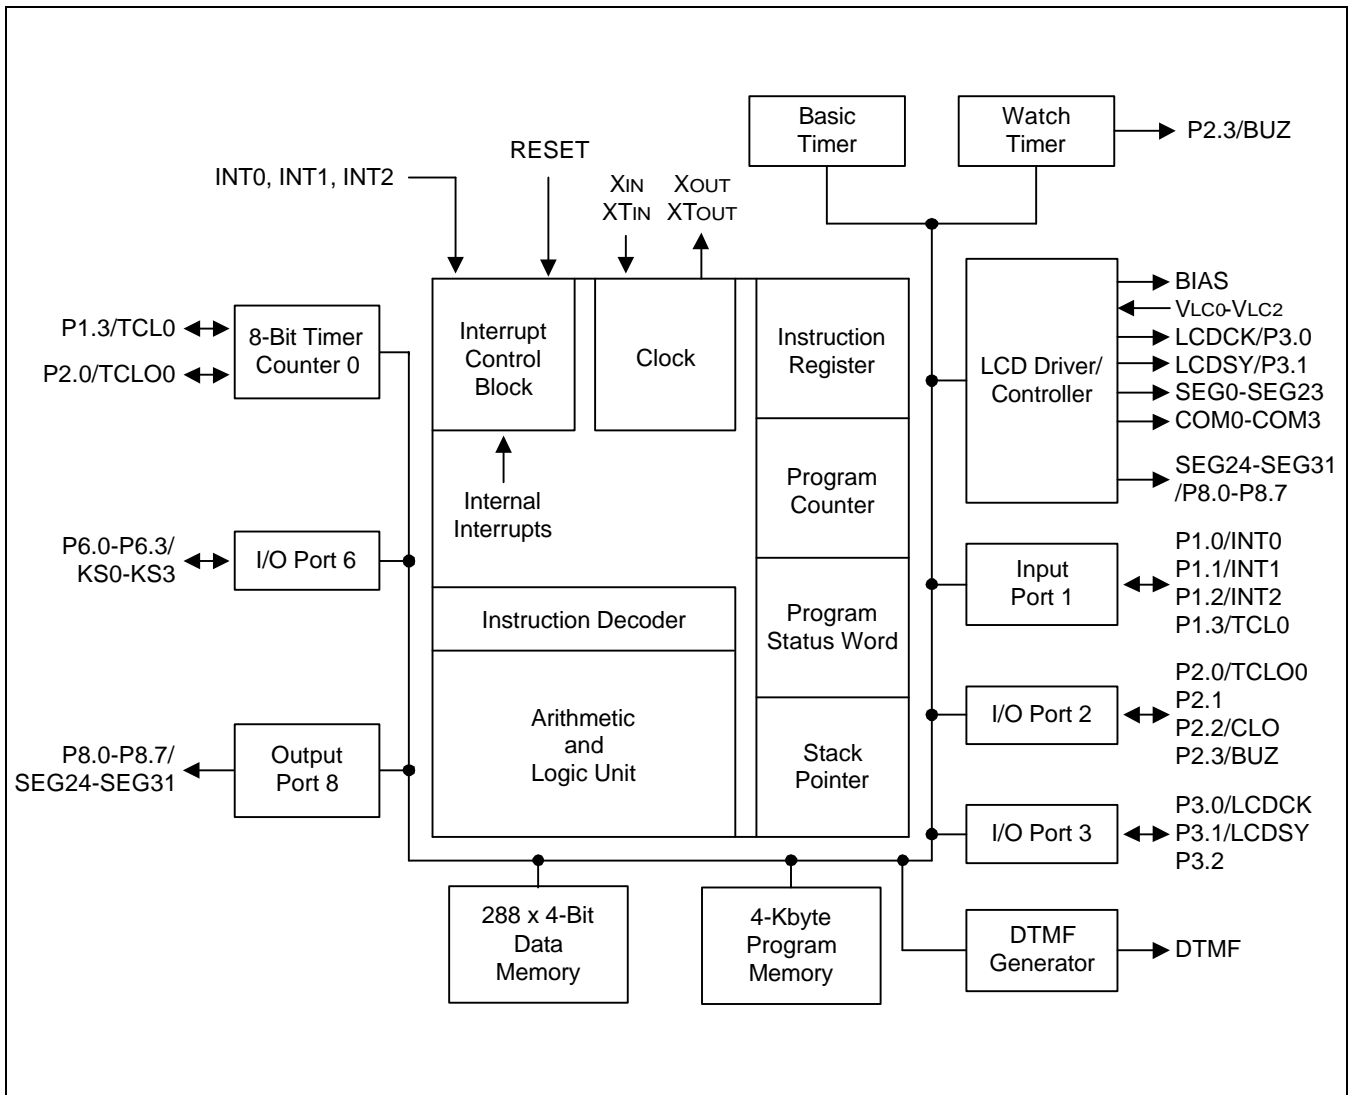 Basic
Timer
Watch
Timer
P2.3/BUZ
RESET
INT0, INT1, INT2
XIN
XTIN
XOUT
XTOUT
P1.3/TCL0
P2.0/TCLO0
8-Bit Timer
Counter 0
Interrupt
Control
Block
Clock
Instruction
Register
LCD Driver/
Controller
BIAS
VLC0-VLC2
LCDCK/P3.0
LCDSY/P3.1
SEG0-SEG23
COM0-COM3
SEG24-SEG31
/P8.0-P8.7
Internal
Interrupts
Program
Counter
P6.0-P6.3/
KS0-KS3
I/O Port 6
Input
Port 1
P1.0/INT0
P1.1/INT1
P1.2/INT2
P1.3/TCL0
Instruction Decoder
Program
Status Word
I/O Port 2
P2.0/TCLO0
P2.1
P2.2/CLO
P2.3/BUZ
P8.0-P8.7/
SEG24-SEG31
Output
Port 8
Arithmetic
and
Logic Unit
Stack
Pointer
I/O Port 3
P3.0/LCDCK
P3.1/LCDSY
P3.2
288 x 4-Bit
Data
Memory
4-Kbyte
Program
Memory
DTMF
Generator
DTMF